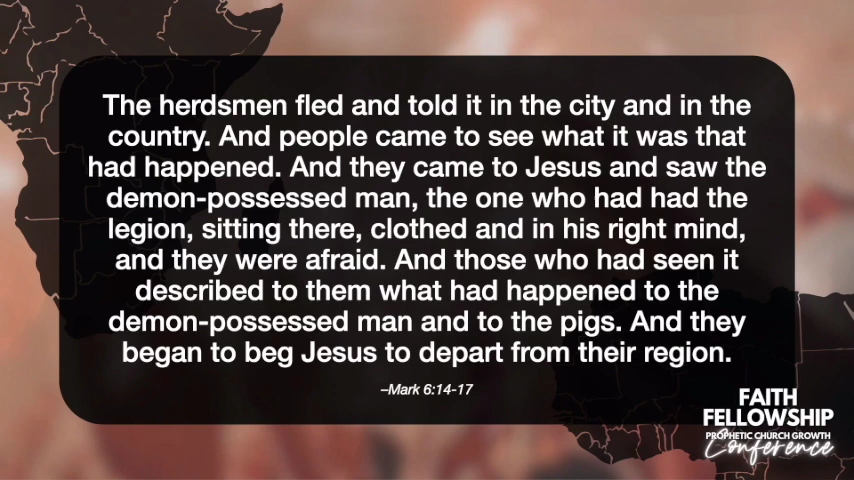 The herdsmen fled and told it in the city and in the
country. And people came to see what it was that
had happened. And they came to Jesus and saw the
demon-possessed man, the one who had had the
legion, sitting there, clothed and in his right mind,
and they were afraid. And those who had seen it
described to them what had happened to the
demon-possessed man and to the pigs. And they
began to beg Jesus to depart from their region.
–Mark 6:14-17
FAITH
FELLOWSHIP
PROPHETIC CHURCH GROWTH
Conference